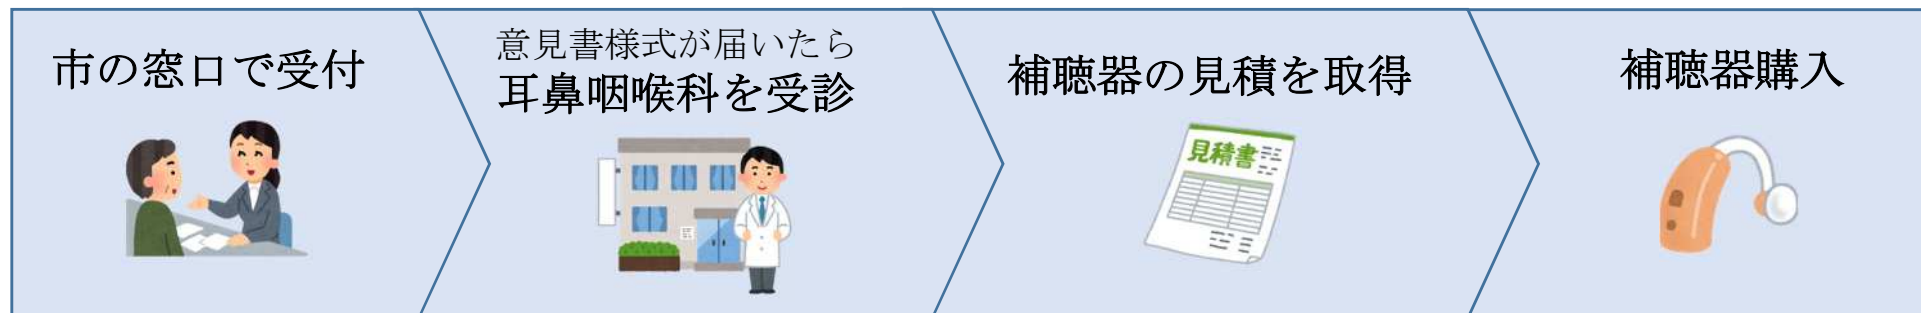 市の窓口で受付
意見書様式が届いたら
耳鼻咽喉科を受診
補聴器の見積を取得
見積書
補聴器購入